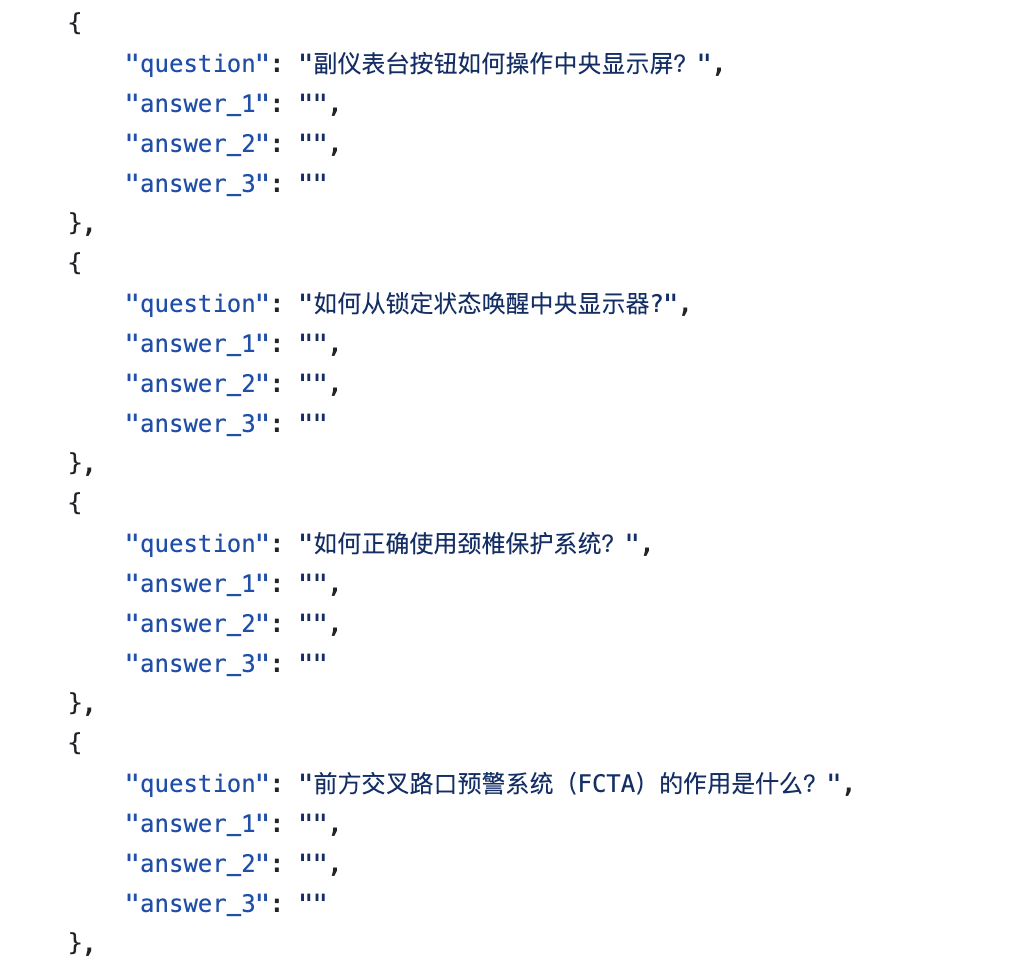 {
"question": "副仪表台按钮如何操作中央显示屏？",
"answer_1": "",
"answer_2": "",
"answer_3": ""
},
{
"question": "如何从锁定状态唤醒中央显示器?",
"answer_1": "",
"answer_2": "",
"answer_3": ""
},
{
"question": "如何正确使用颈椎保护系统？",
"answer_1": "",
"answer_2": "",
"answer_3": ""
},
{
"question": "前方交叉路口预警系统（FCTA）的作用是什么？",
"answer_1": "",
"answer_2": "",
"answer_3": ""
},